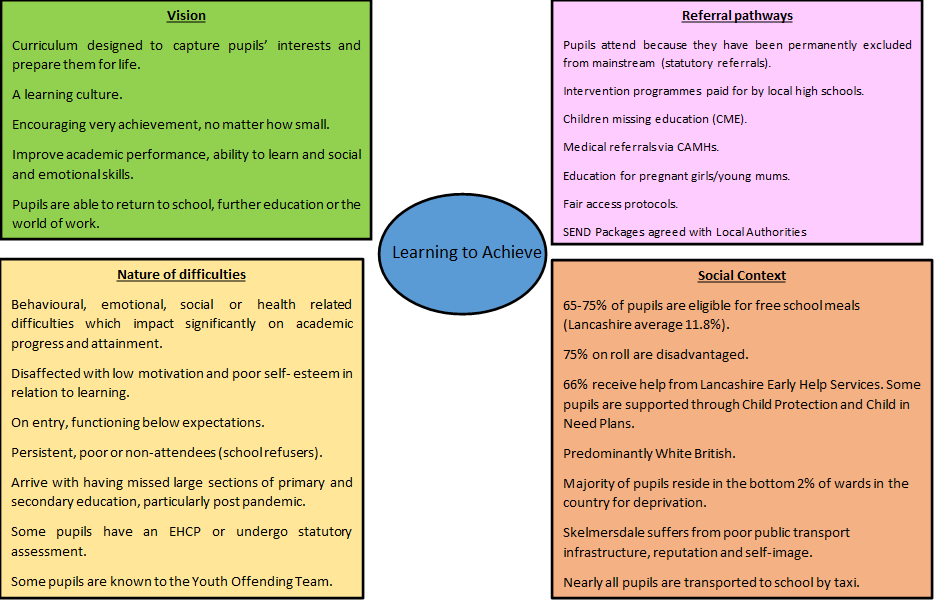 Vision
Curriculum designed to capture pupils’ interests and
prepare them for life.
A learning culture.
Encouraging very achievement, no matter how small.
Improve academic performance, ability to learn and social
and emotional skills.
Pupils are able to return to school, further education or the
world of work.
Referral pathways
Pupils attend because they have been permanently excluded
from mainstream (statutory referrals).
Intervention programmes paid for by local high schools.
Children missing education (CME).
Medical referrals via CAMHs.
Education for pregnant girls/young mums.
Fair access protocols.
SEND Packages agreed with Local Authorities
Learning to Achieve
Nature of difficulties
Behavioural, emotional, social or health related
difficulties which impact significantly on academic
progress and attainment.
Disaffected with low motivation and poor self- esteem in
relation to learning.
On entry, functioning below expectations.
Persistent, poor or non-attendees (school refusers).
Arrive with having missed large sections of primary and
secondary education, particularly post pandemic.
Some pupils have an EHCP or undergo statutory
assessment.
Some pupils are known to the Youth Offending Team.
Social Context
65-75% of pupils are eligible for free school meals
(Lancashire average 11.8%).
75% on roll are disadvantaged.
66% receive help from Lancashire Early Help Services. Some
pupils are supported through Child Protection and Child in
Need Plans.
Predominantly White British.
Majority of pupils reside in the bottom 2% of wards in the
country for deprivation.
Skelmersdale suffers from poor public transport
infrastructure, reputation and self-image.
Nearly all pupils are transported to school by taxi.